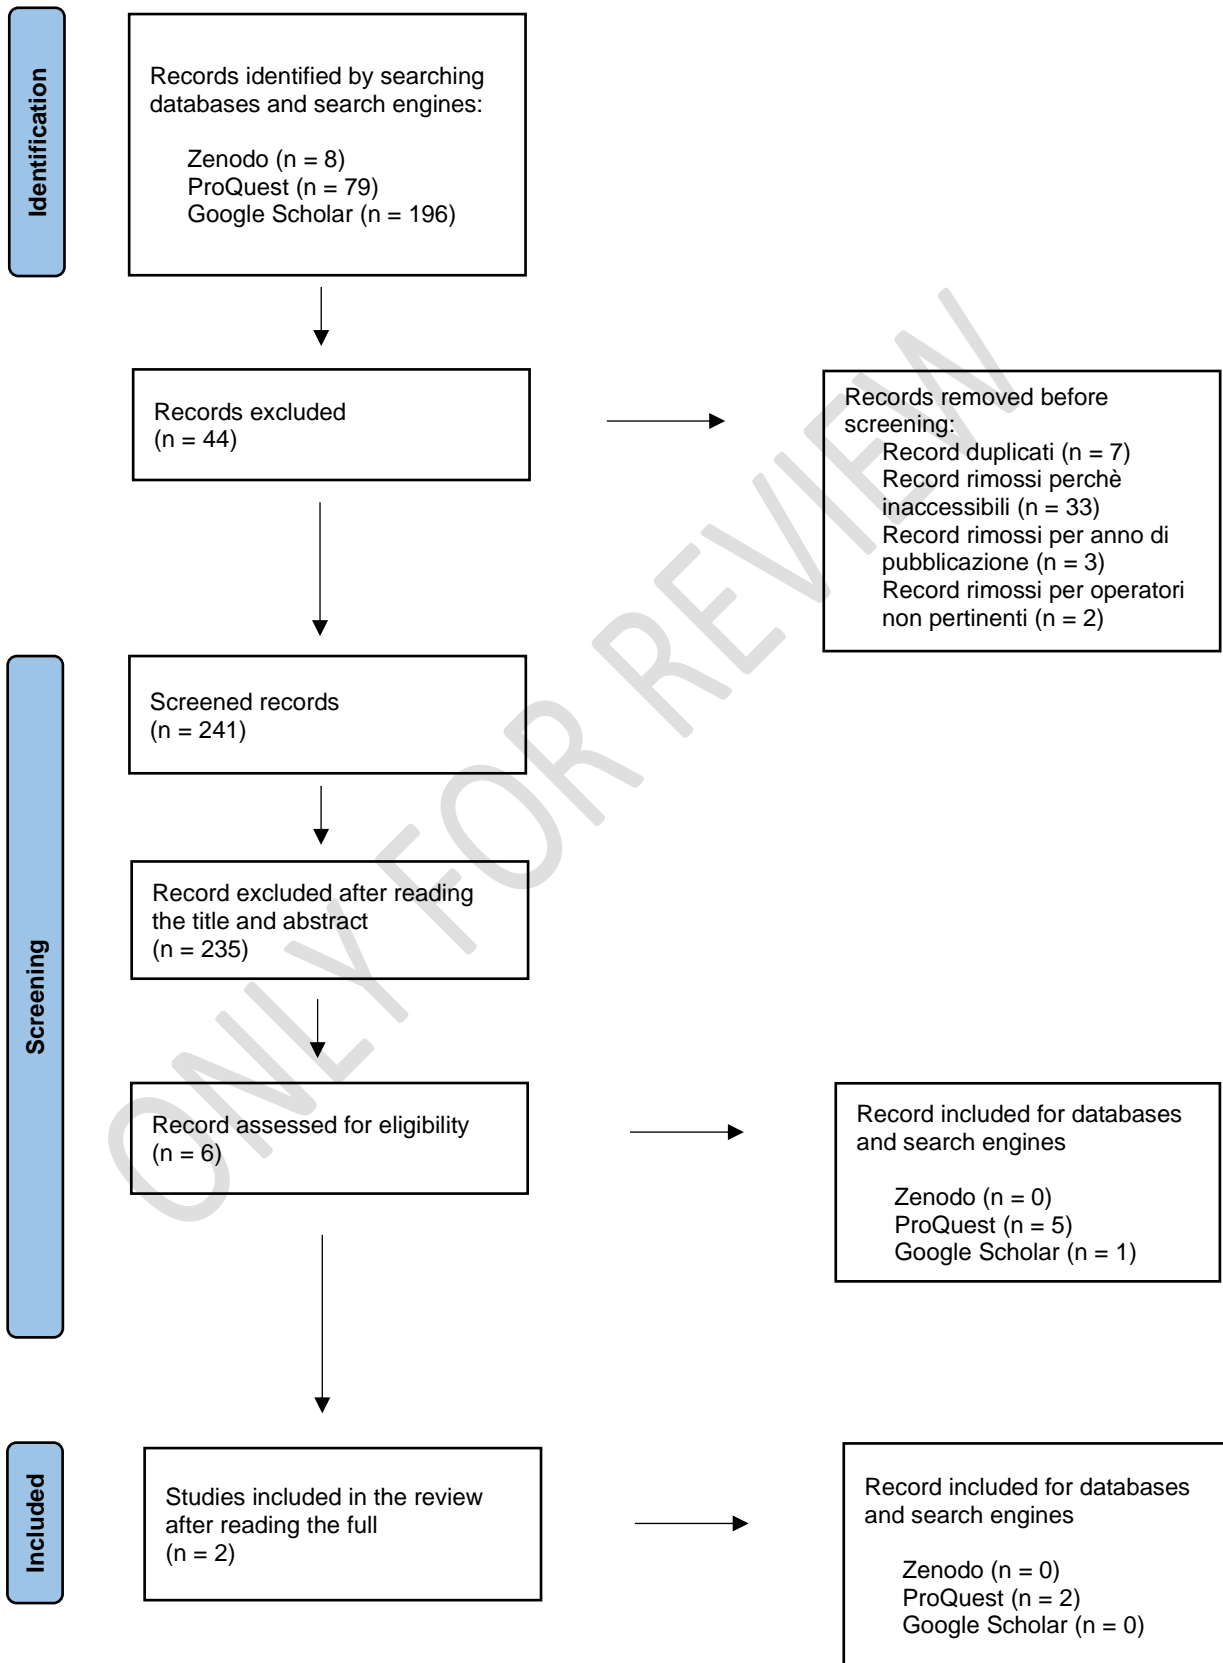 Identification
Records identified by searching
databases and search engines:
Zenodo (n = 8)
ProQuest (n = 79)
Google Scholar (n = 196)
Records excluded
(n = 44)
Records removed before
screening:
Record duplicati (n = 7)
Record rimossi perchè
inaccessibili (n = 33)
Record rimossi per anno di
pubblicazione (n = 3)
Record rimossi per operatori
non pertinenti (n = 2)
Screening
Screened records
(n = 241)
Record excluded after reading
the title and abstract
(n = 235)
Record assessed for eligibility
(n = 6)
Record included for databases
and search engines
Zenodo (n = 0)
ProQuest (n = 5)
Google Scholar (n = 1)
Included
Studies included in the review
after reading the full
(n = 2)
Record included for databases
and search engines
Zenodo (n = 0)
ProQuest (n = 2)
Google Scholar (n = 0)
ONLY FOR REVIEW